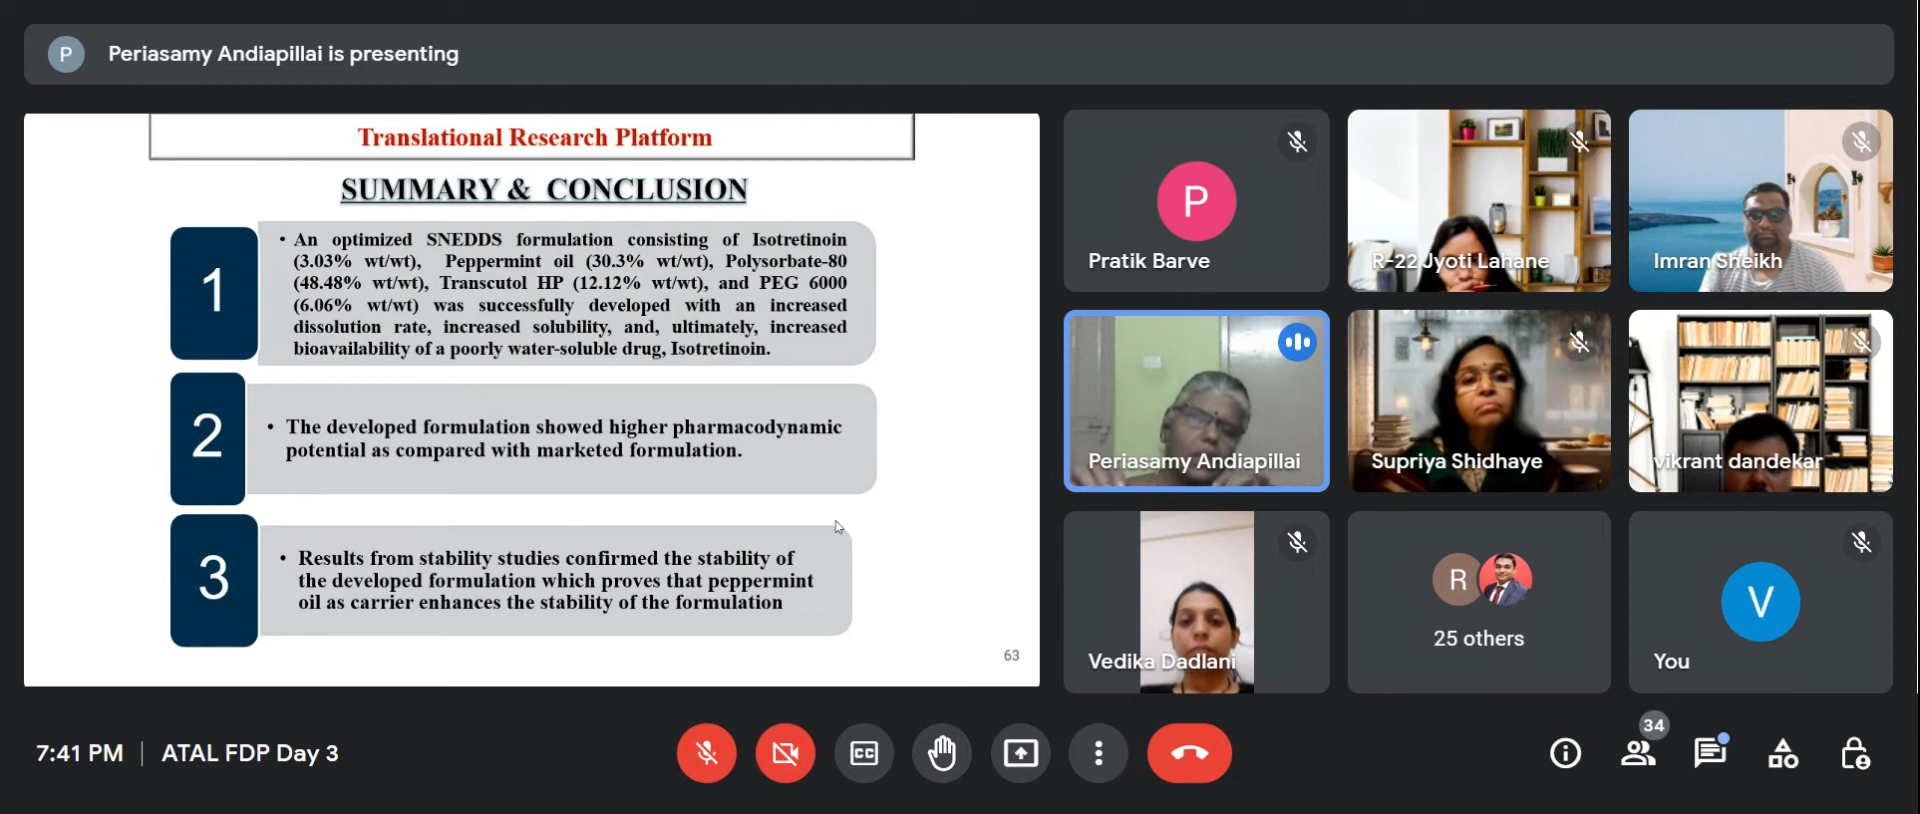 P Periasamy Andiapillai is presenting
Translational Research Platform
SUMMARY & CONCLUSION
1
• An optimized SNEDDS formulation consisting of Isotretinoin
(3.03% wt/wt), Peppermint oil (30.3% wt/wt), Polysorbate-80
(48.48% wt/wt), Transcutol HP (12.12% wt/wt), and PEG 6000
(6.06% wt/wt) was successfully developed with an increased
dissolution rate, increased solubility, and, ultimately, increased
bioavailability of a poorly water-soluble drug, Isotretinoin.
2
• The developed formulation showed higher pharmacodynamic
potential as compared with marketed formulation.
3
• Results from stability studies confirmed the stability of
the developed formulation which proves that peppermint
oil as carrier enhances the stability of the formulation
63
P
Pratik Barve
R-22 Jyoti Lahane
Imran Sheikh
Periasamy Andiapillai
Supriya Shidhaye
vikrant dandekar
Vedika Dadlani
R
25 others
V
You
7:41 PM | ATAL FDP Day 3
CC
34